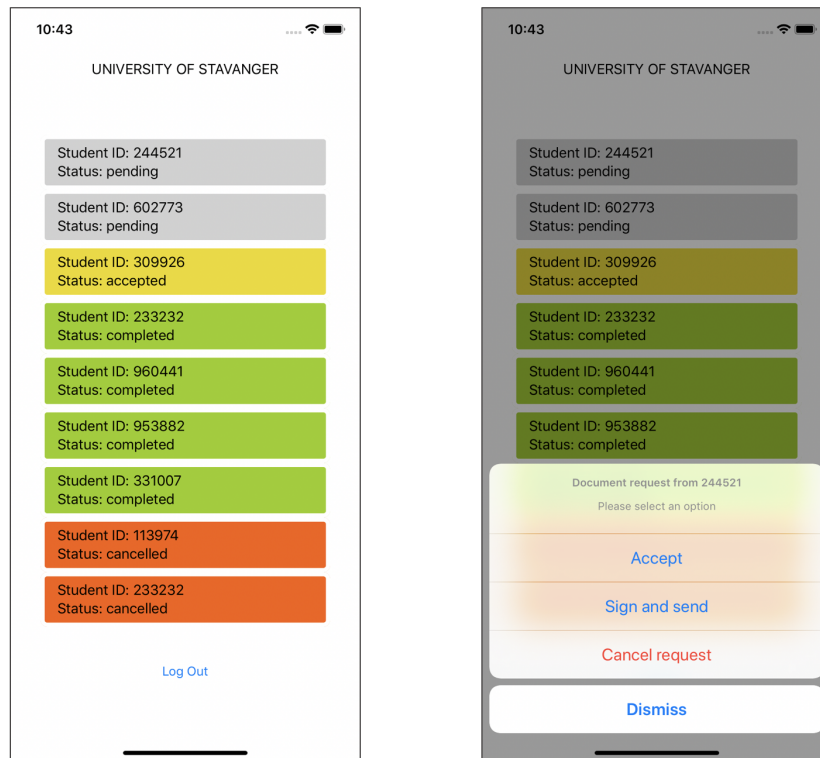 10:43
UNIVERSITY OF STAVANGER
Student ID: 244521
Status: pending
Student ID: 602773
Status: pending
Student ID: 309926
Status: accepted
Student ID: 233232
Status: completed
Student ID: 960441
Status: completed
Student ID: 953882
Status: completed
Student ID: 331007
Status: completed
Student ID: 113974
Status: cancelled
Student ID: 233232
Status: cancelled
Log Out
10:43
UNIVERSITY OF STAVANGER
Student ID: 244521
Status: pending
Student ID: 602773
Status: pending
Student ID: 309926
Status: accepted
Student ID: 233232
Status: completed
Student ID: 960441
Status: completed
Student ID: 953882
Status: completed
Document request from 244521
Please select an option
Accept
Sign and send
Cancel request
Dismiss